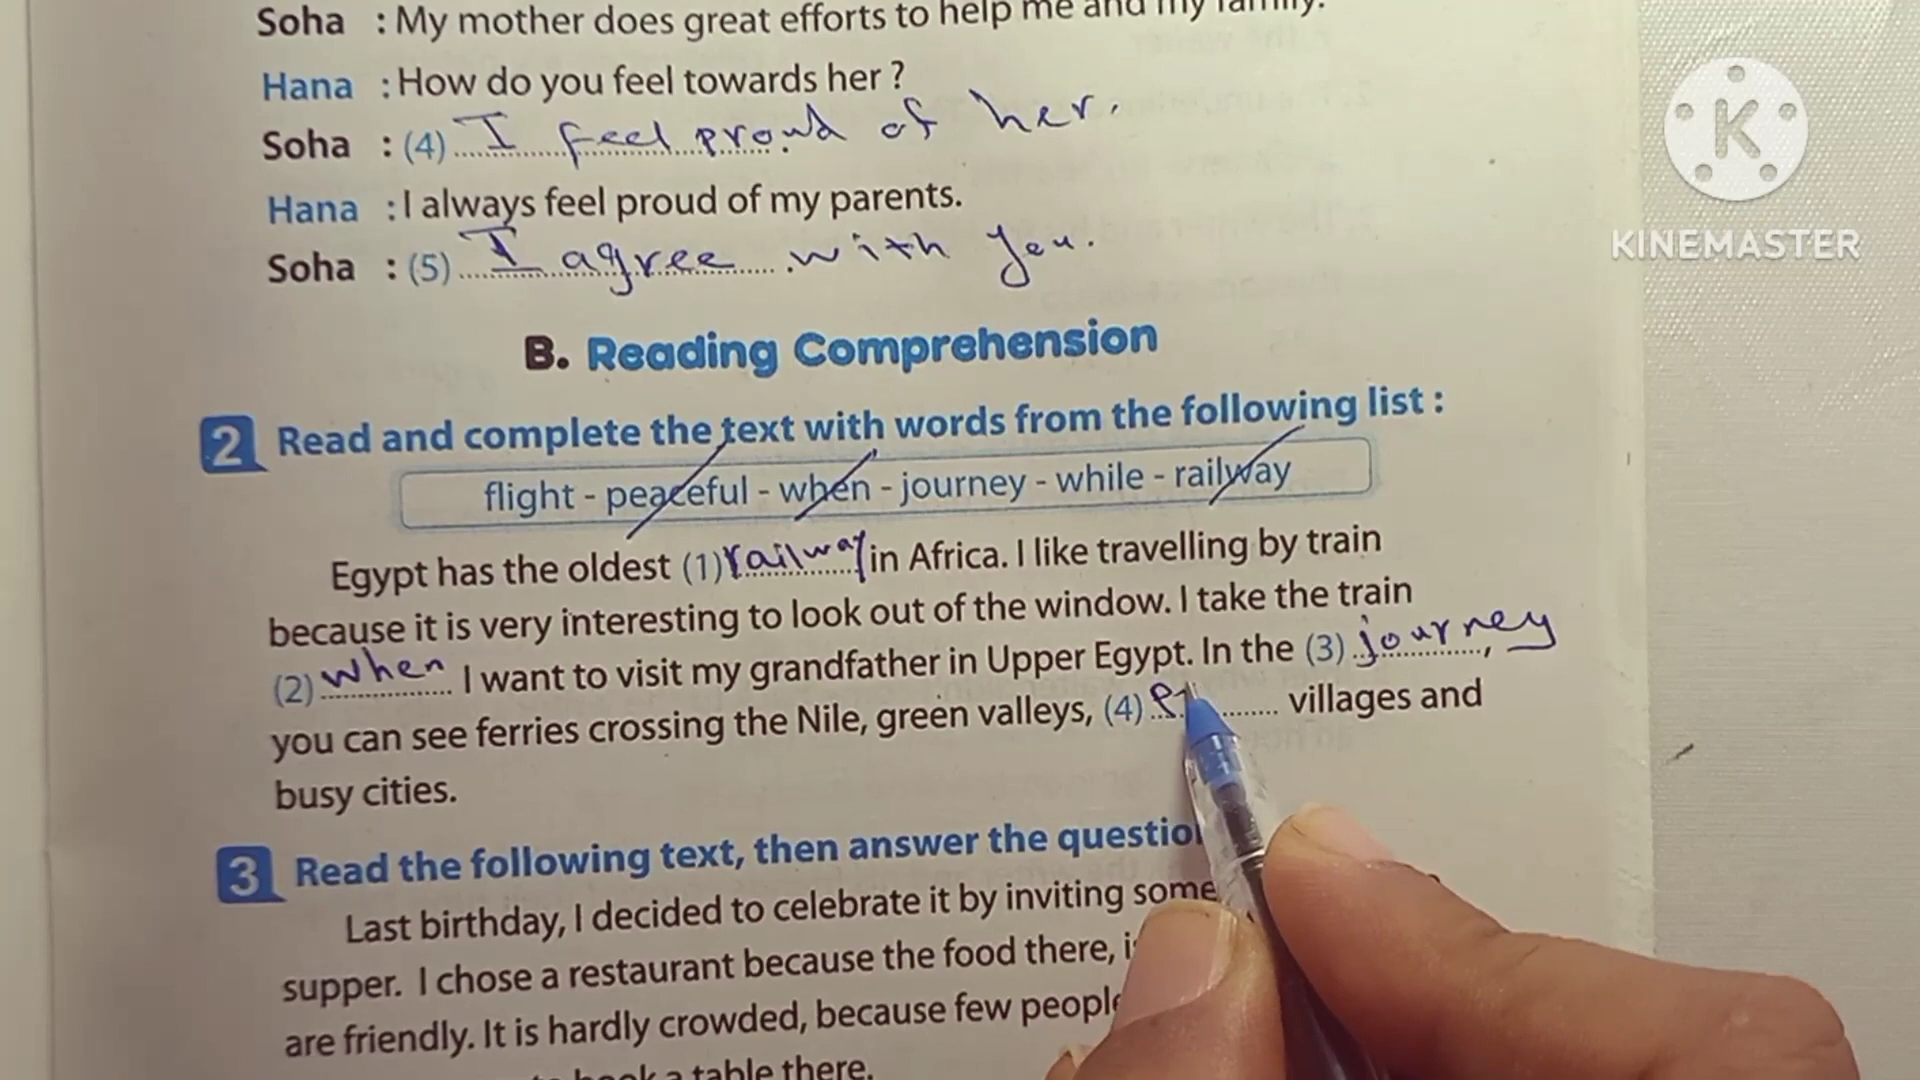 Soha : My mother does great efforts to help me and my family.
Hana : How do you feel towards her ?
Soha : (4) I feel proud of her.
Hana : I always feel proud of my parents.
Soha : (5) I agree with you.
B. Reading Comprehension
2 Read and complete the text with words from the following list :
flight - peaceful - when - journey - while - railway
Egypt has the oldest (1) railway in Africa. I like travelling by train
because it is very interesting to look out of the window. I take the train
(2) when I want to visit my grandfather in Upper Egypt. In the (3) journey,
you can see ferries crossing the Nile, green valleys, (4) villages and
busy cities.
3 Read the following text, then answer the
Last birthday, I decided to celebrate it by inviting some
supper. I chose a restaurant because the food there,
are friendly. It is hardly crowded, because few
book a table there.
K
KINEMASTER